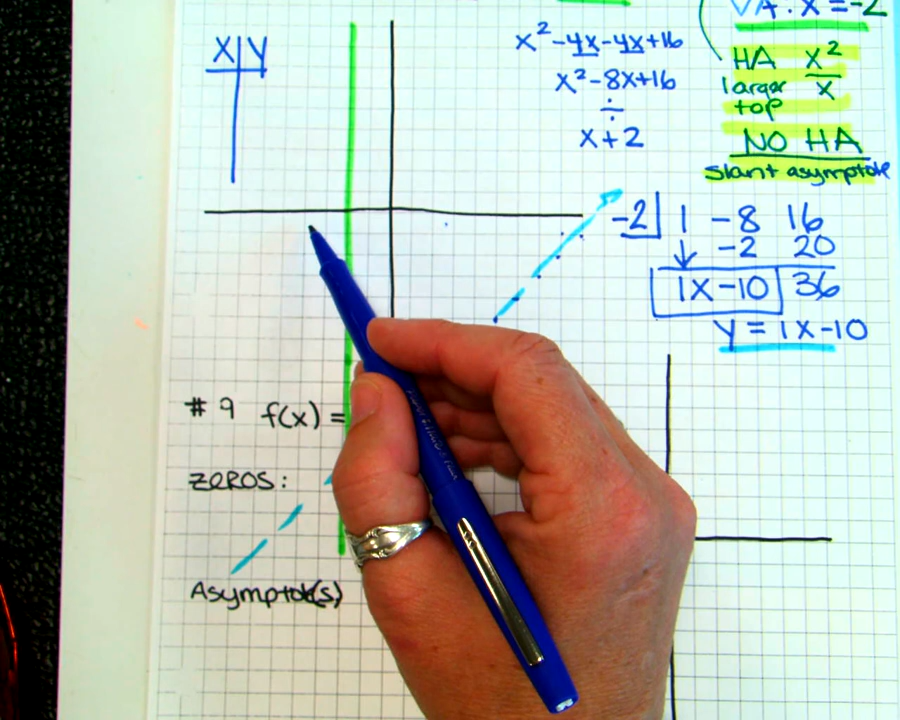 X Y
x² -4x-4x+16
x²-8x+16
÷
x+2
VA: x = -2
HA x²
larger x
top
NO HA
Slant asymptote
-2 1 -8 16
-2 20
1x -10 36
y = 1x-10
# 9 f(x) =
zeros:
Asymptote(s)